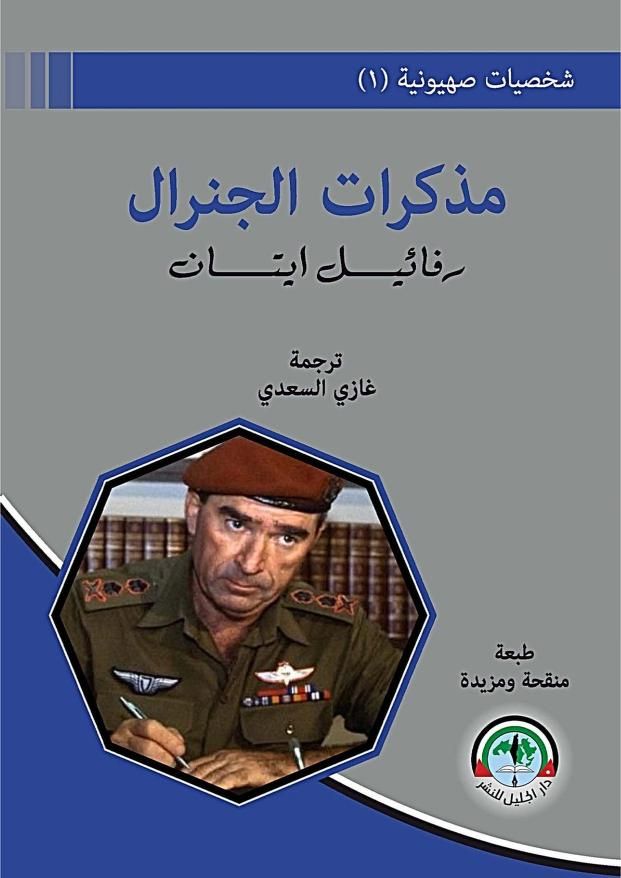 شخصيات صهيونية (١)
مذكرات الجنرال
رفائيل ايتان
ترجمة
غازي السعدي
طبعة
منقحة ومزيدة
دار الجليل للنشر